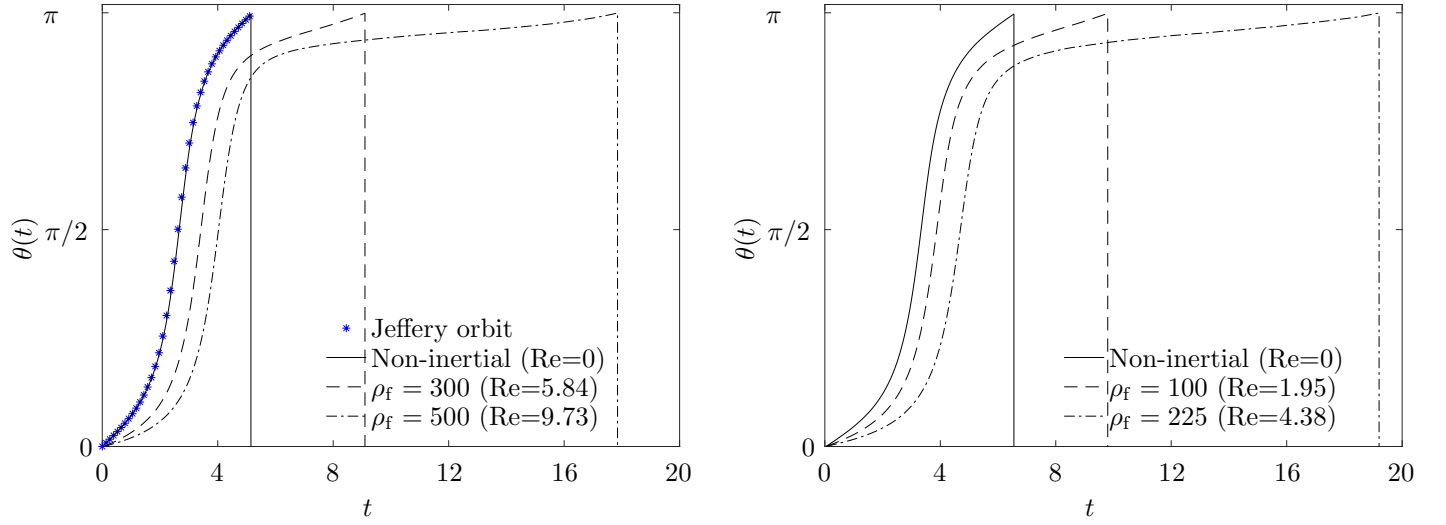 π
π/2
0
θ(t)
0 4 8 12 16 20
t
Jeffery orbit
Non-inertial (Re=0)
ρf = 300 (Re=5.84)
ρf = 500 (Re=9.73)
π
π/2
0
θ(t)
0 4 8 12 16 20
t
Non-inertial (Re=0)
ρf = 100 (Re=1.95)
ρf = 225 (Re=4.38)